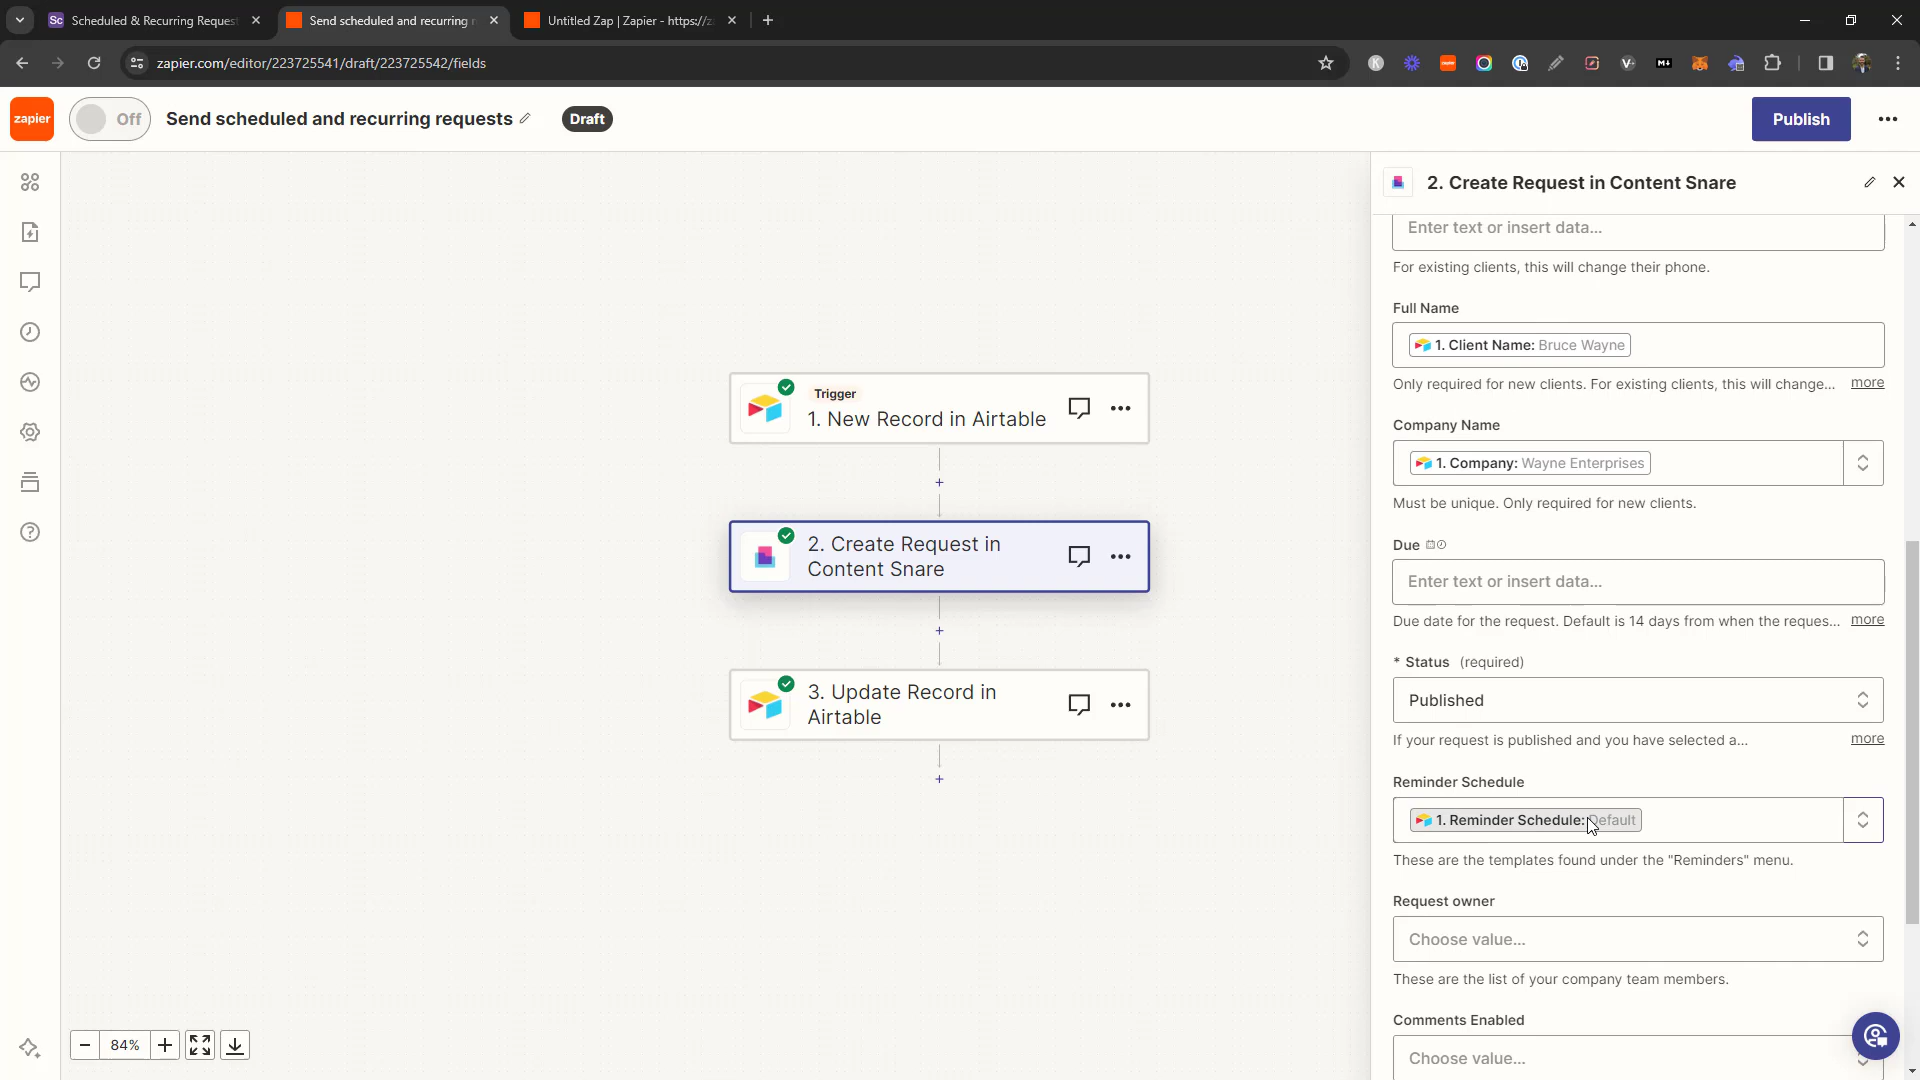 Scheduled & Recurring Reques
Send scheduled and recurring r
Untitled Zap | Zapier - https://z
zapier.com/editor/223725541/draft/223725542/fields
zapier
Off
Send scheduled and recurring requests
Draft
Publish
2. Create Request in Content Snare
Enter text or insert data...
For existing clients, this will change their phone.
Full Name
1. Client Name: Bruce Wayne
Only required for new clients. For existing clients, this will change... more
Company Name
1. Company: Wayne Enterprises
Must be unique. Only required for new clients.
Due
Enter text or insert data...
Due date for the request. Default is 14 days from when the reques... more
* Status (required)
Published
If your request is published and you have selected a... more
Reminder Schedule
1. Reminder Schedule: Default
These are the templates found under the "Reminders" menu.
Request owner
Choose value...
These are the list of your company team members.
Comments Enabled
Choose value...
Trigger
1. New Record in Airtable
2. Create Request in
Content Snare
3. Update Record in
Airtable
84%